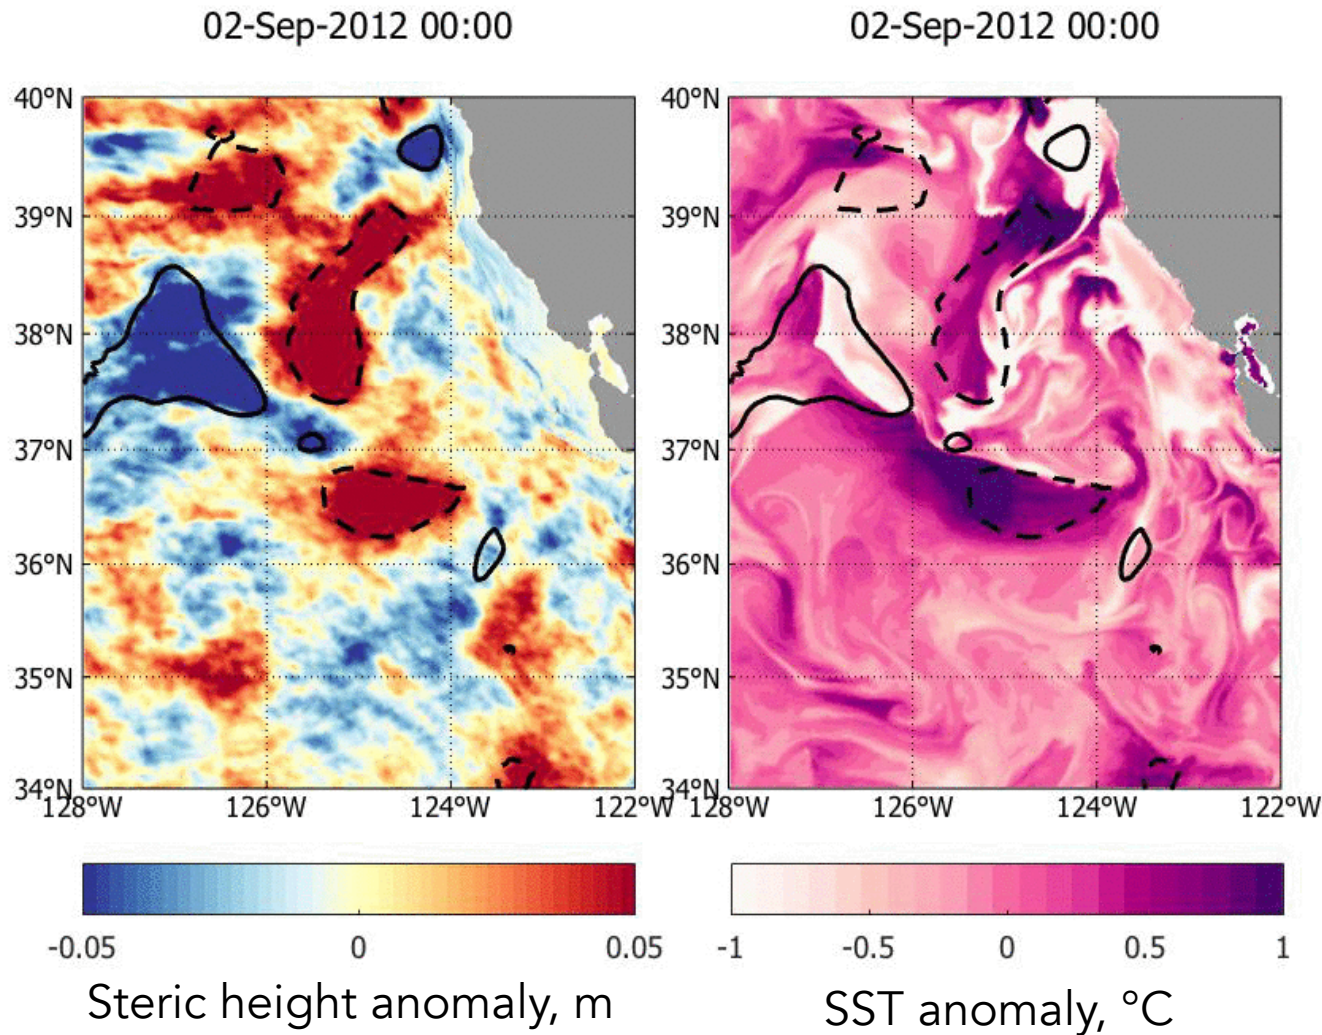 02-Sep-2012 00:00
02-Sep-2012 00:00
40°N
39°N
38°N
37°N
36°N
35°N
34°N
128°W
126°W
124°W
122°W
40°N
39°N
38°N
37°N
36°N
35°N
34°N
128°W
126°W
124°W
122°W
-0.05
0
0.05
-1
-0.5
0
0.5
1
Steric height anomaly, m
SST anomaly, °C